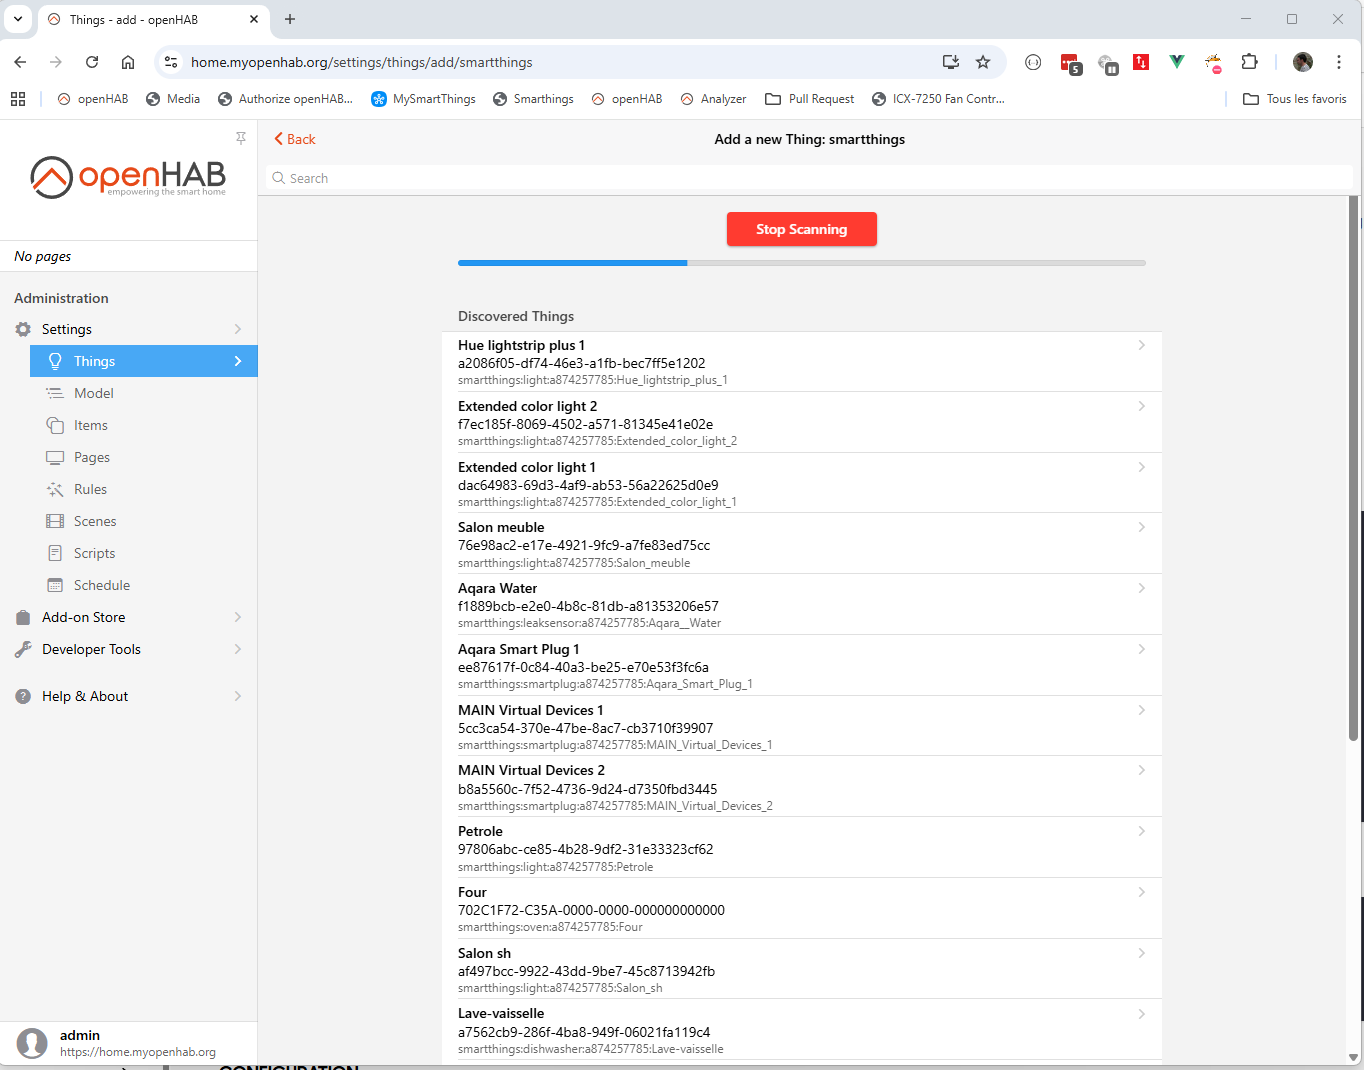 Things - add - openHAB
home.myopenhab.org/settings/things/add/smartthings
5
openHAB
Media
Authorize openHAB...
MySmartThings
Smarthings
openHAB
Analyzer
Pull Request
ICX-7250 Fan Contr...
Tous les favoris
openHAB
empowering the smart home
No pages
Administration
Settings
Things
Model
Items
Pages
Rules
Scenes
Scripts
Schedule
Add-on Store
Developer Tools
Help & About
admin
https://home.myopenhab.org
Back
Add a new Thing: smartthings
Search
Stop Scanning
Discovered Things
Hue lightstrip plus 1
a2086f05-df74-46e3-a1fb-bec7ff5e1202
smartthings:light:a874257785:Hue_lightstrip_plus_1
Extended color light 2
f7ec185f-8069-4502-a571-81345e41e02e
smartthings:light:a874257785:Extended_color_light_2
Extended color light 1
dac64983-69d3-4af9-ab53-56a22625d0e9
smartthings:light:a874257785:Extended_color_light_1
Salon meuble
76e98ac2-e17e-4921-9fc9-a7fe83ed75cc
smartthings:light:a874257785:Salon_meuble
Aqara Water
f1889bcb-e2e0-4b8c-81db-a81353206e57
smartthings:leaksensor:a874257785:Aqara__Water
Aqara Smart Plug 1
ee87617f-0c84-40a3-be25-e70e53f3fc6a
smartthings:smartplug:a874257785:Aqara_Smart_Plug_1
MAIN Virtual Devices 1
5cc3ca54-370e-47be-8ac7-cb3710f39907
smartthings:smartplug:a874257785:MAIN_Virtual_Devices_1
MAIN Virtual Devices 2
b8a5560c-7f52-4736-9d24-d7350fbd3445
smartthings:smartplug:a874257785:MAIN_Virtual_Devices_2
Petrole
97806abc-ce85-4b28-9df2-31e33323cf62
smartthings:light:a874257785:Petrole
Four
702C1F72-C35A-0000-0000-000000000000
smartthings:oven:a874257785:Four
Salon sh
af497bcc-9922-43dd-9be7-45c8713942fb
smartthings:light:a874257785:Salon_sh
Lave-vaisselle
a7562cb9-286f-4ba8-949f-06021fa119c4
smartthings:dishwasher:a874257785:Lave-vaisselle
CONFIGURATION